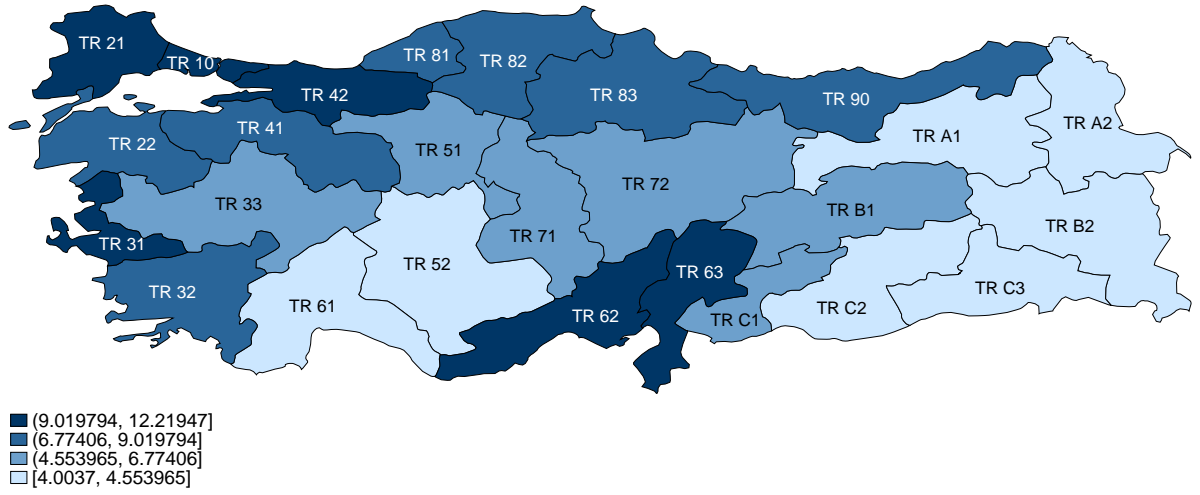 TR 21
TR 10
TR 81
TR 82
TR 42
TR 83
TR 90
TR 22
TR 41
TR 51
TR A1
TR A2
TR 33
TR 72
TR B1
TR 31
TR 71
TR B2
TR 52
TR 63
TR 32
TR 61
TR 62
TR C1
TR C2
TR C3
(9.019794, 12.21947]
(6.77406, 9.019794]
(4.553965, 6.77406]
[4.0037, 4.553965]